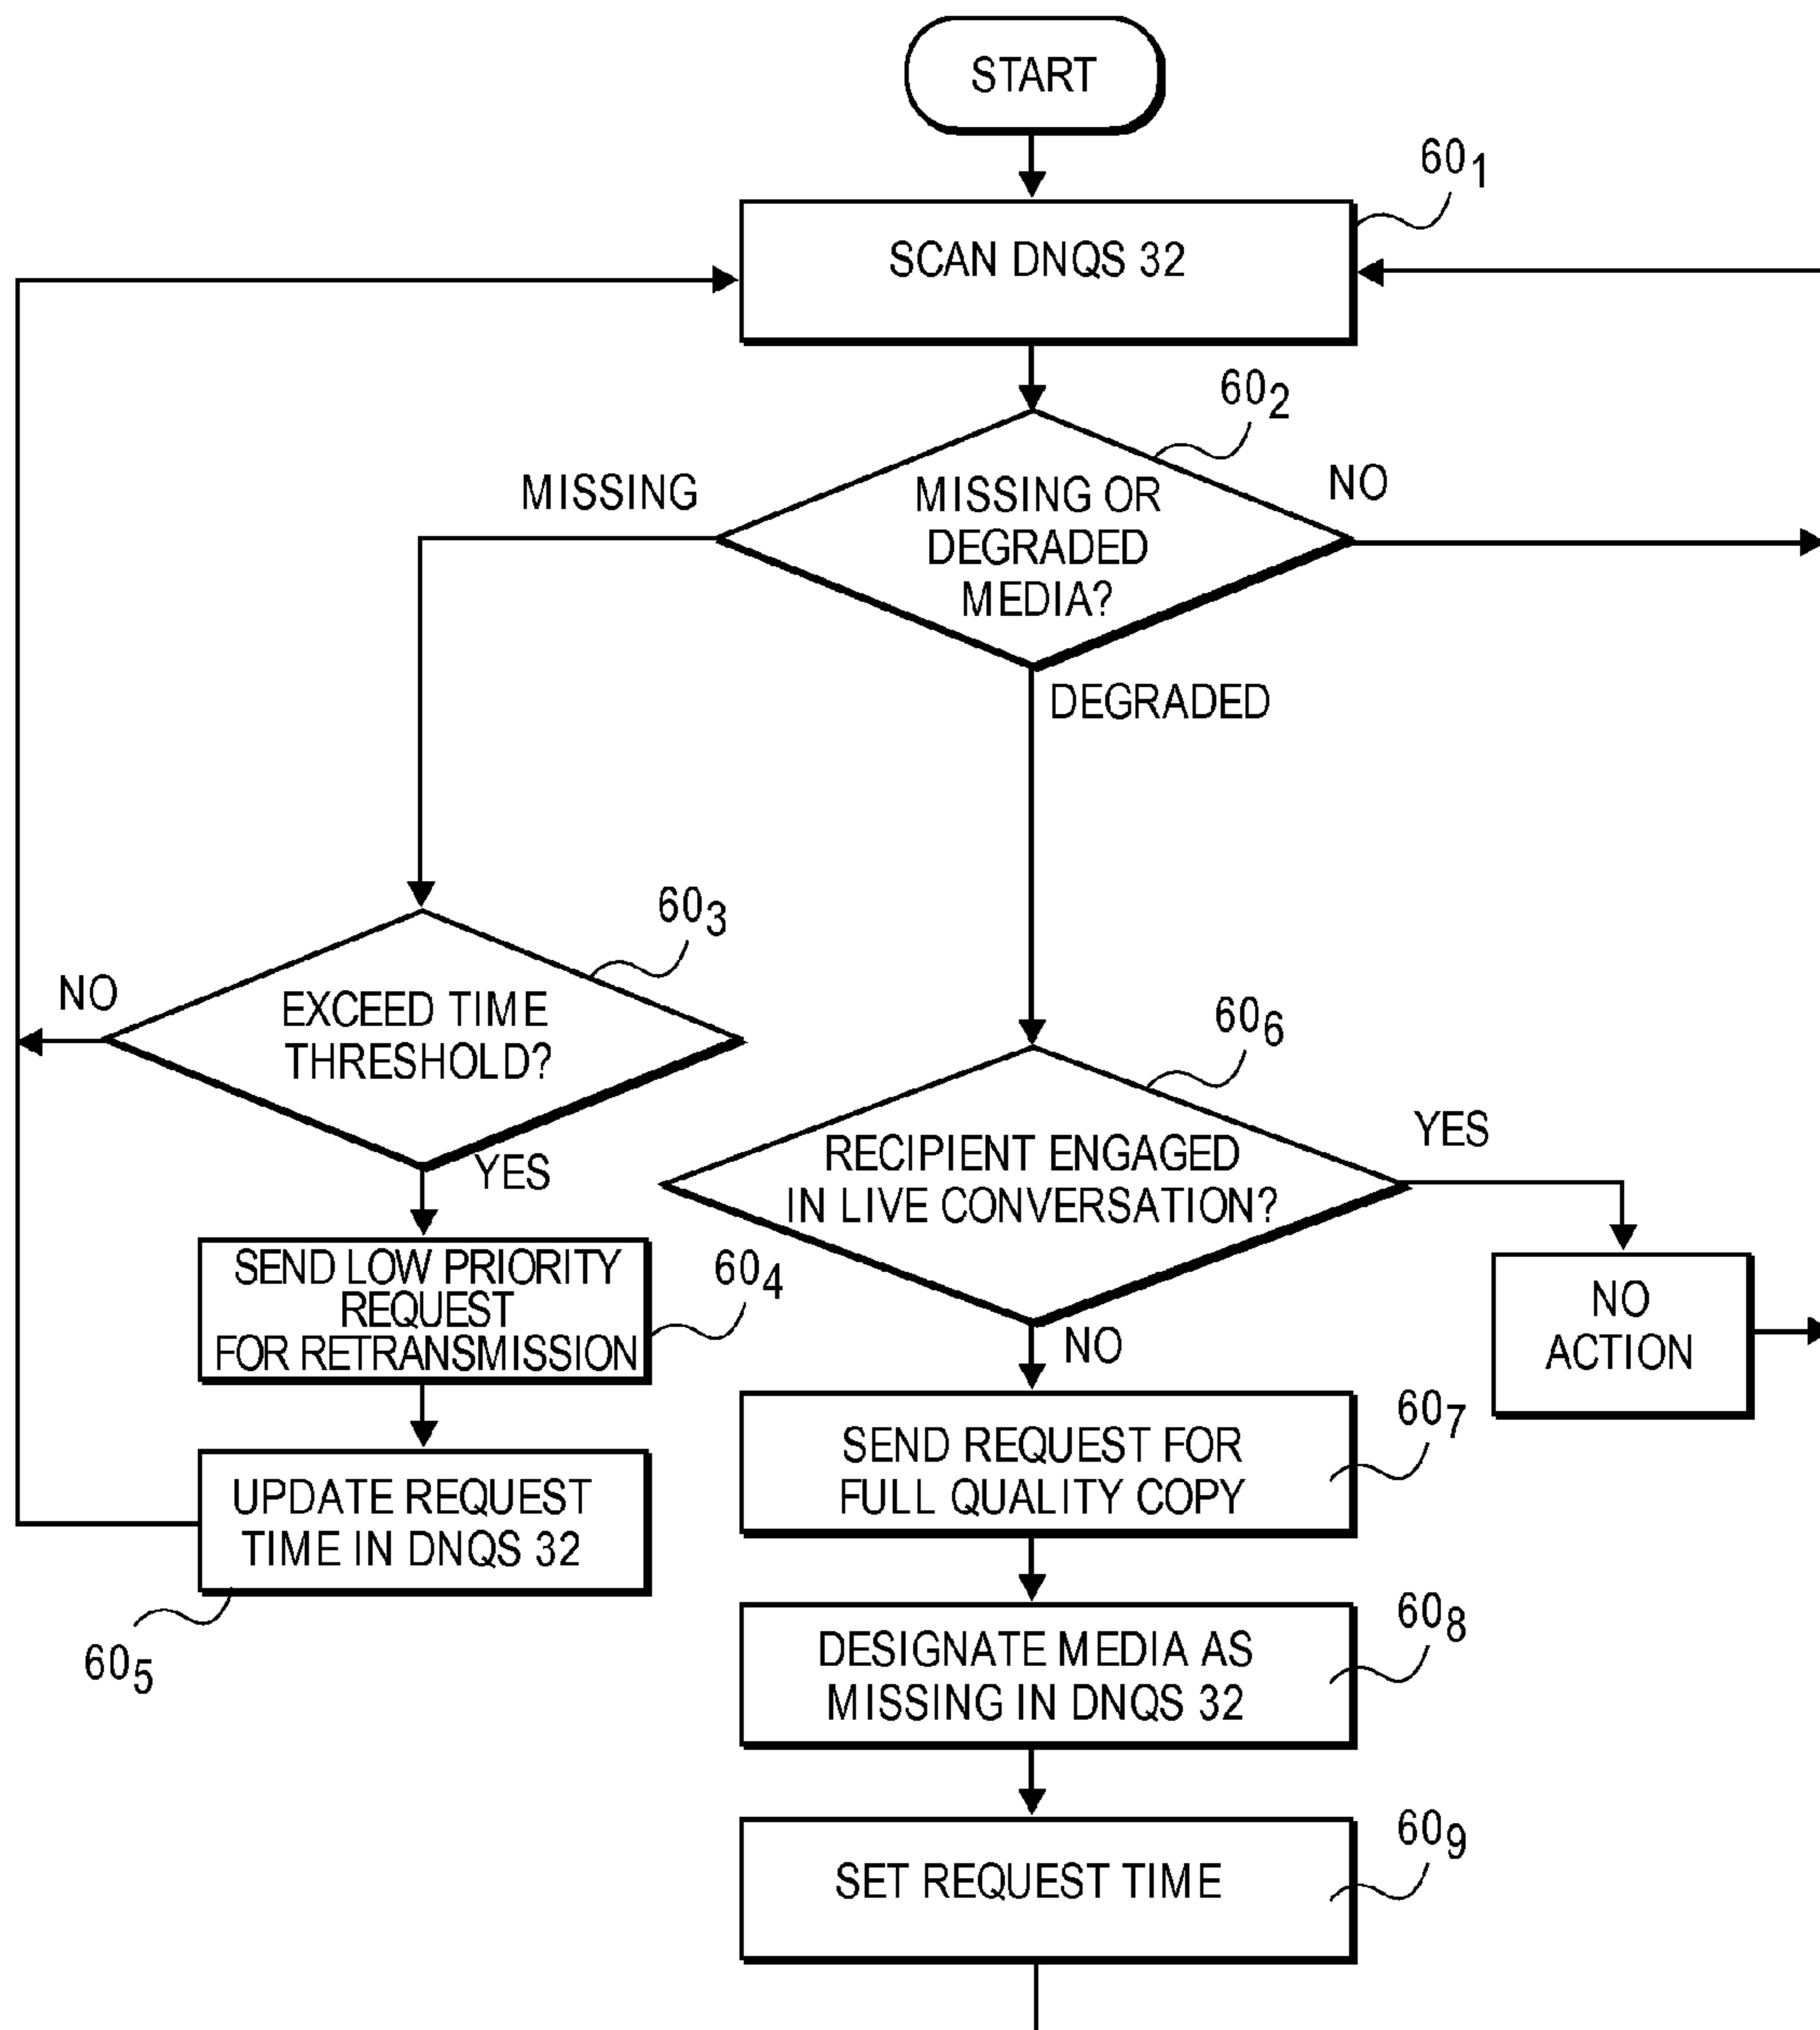 START
60₁
SCAN DNQS 32
60₂
MISSING
MISSING OR
DEGRADED
MEDIA?
NO
DEGRADED
60₃
NO
EXCEED TIME
THRESHOLD?
YES
60₆
RECIPIENT ENGAGED
IN LIVE CONVERSATION?
YES
NO
SEND LOW PRIORITY
REQUEST
FOR RETRANSMISSION
60₄
NO
ACTION
SEND REQUEST FOR
FULL QUALITY COPY
60₇
UPDATE REQUEST
TIME IN DNQS 32
60₅
DESIGNATE MEDIA AS
MISSING IN DNQS 32
60₈
SET REQUEST TIME
60₉